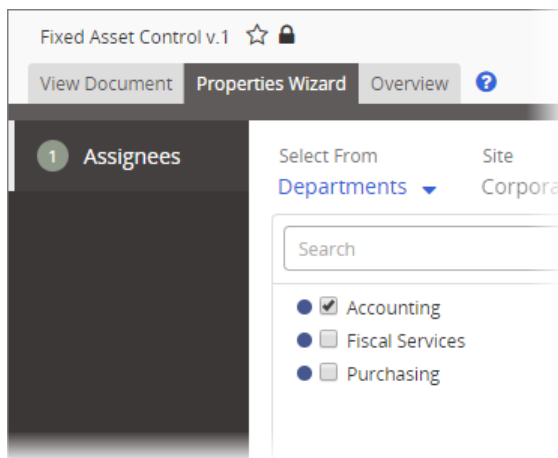 Fixed Asset Control v.1
View Document Properties Wizard Overview ?
1 Assignees
Select From Site
Departments
Search
Accounting
Fiscal Services
Purchasing